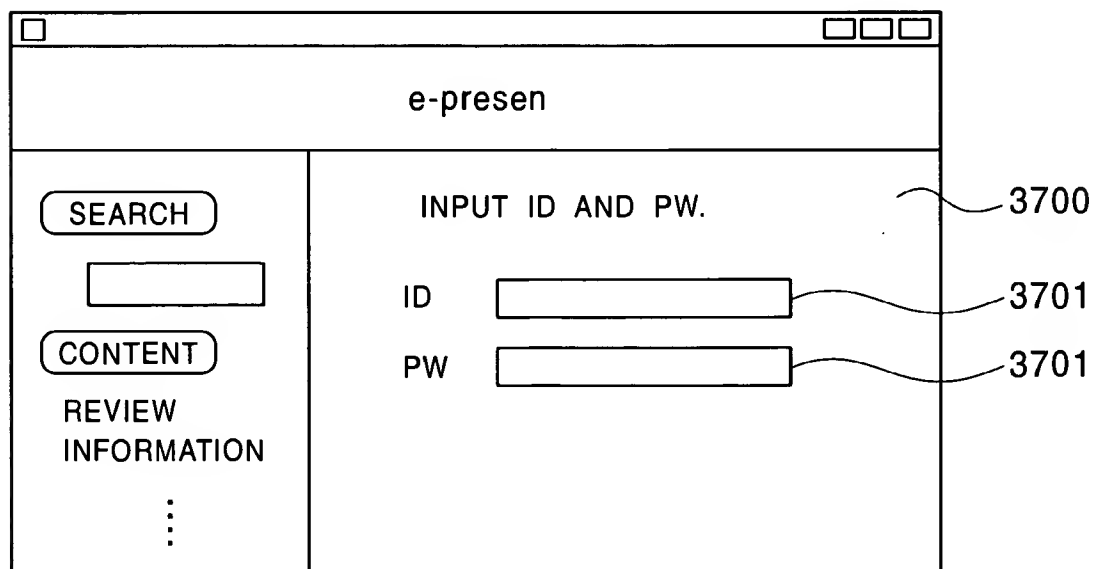 e-presen
SEARCH
CONTENT
REVIEW
INFORMATION
INPUT ID AND PW.
ID
PW
3700
3701
3701